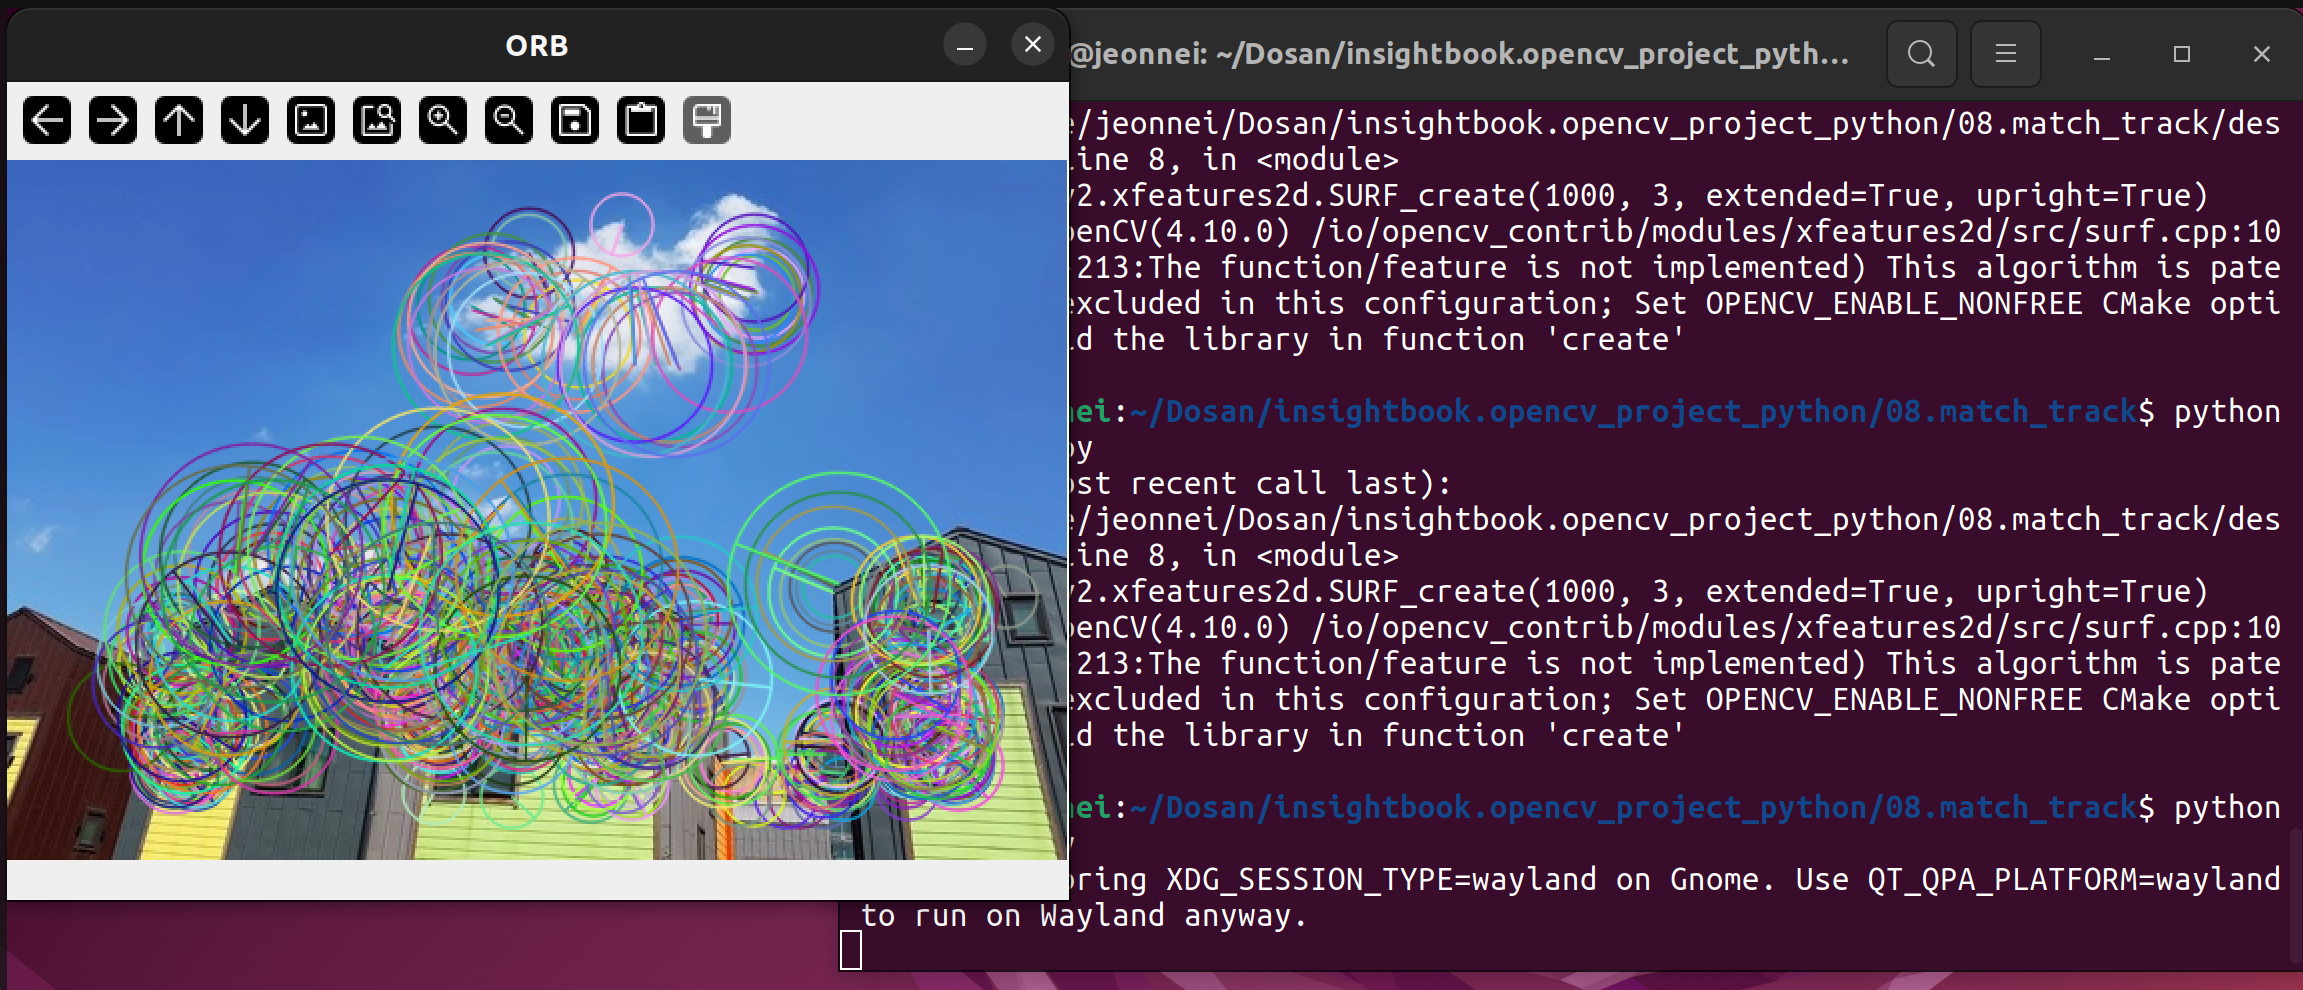 ORB
@jeonnei: ~/Dosan/insightbook.opencv_project_pyth…
/jeonnei/Dosan/insightbook.opencv_project_python/08.match_track/des
line 8, in <module>
v2.xfeatures2d.SURF_create(1000, 3, extended=True, upright=True)
penCV(4.10.0) /io/opencv_contrib/modules/xfeatures2d/src/surf.cpp:10
-213:The function/feature is not implemented) This algorithm is pate
excluded in this configuration; Set OPENCV_ENABLE_NONFREE CMake opti
ld the library in function 'create'
nei:~/Dosan/insightbook.opencv_project_python/08.match_track$ python
py
ost recent call last):
/jeonnei/Dosan/insightbook.opencv_project_python/08.match_track/des
line 8, in <module>
v2.xfeatures2d.SURF_create(1000, 3, extended=True, upright=True)
penCV(4.10.0) /io/opencv_contrib/modules/xfeatures2d/src/surf.cpp:10
-213:The function/feature is not implemented) This algorithm is pate
excluded in this configuration; Set OPENCV_ENABLE_NONFREE CMake opti
ld the library in function 'create'
nei:~/Dosan/insightbook.opencv_project_python/08.match_track$ python
oring XDG_SESSION_TYPE=wayland on Gnome. Use QT_QPA_PLATFORM=wayland
to run on Wayland anyway.